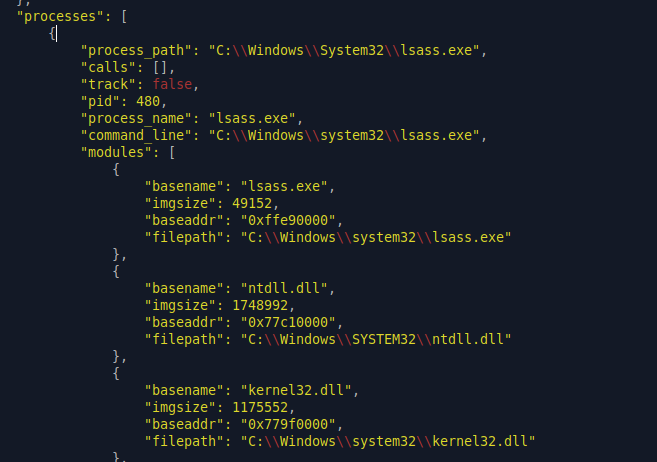 },
"processes": [
{
"process_path": "C:\\Windows\\System32\\lsass.exe",
"calls": [],
"track": false,
"pid": 480,
"process_name": "lsass.exe",
"command_line": "C:\\Windows\\system32\\lsass.exe",
"modules": [
{
"basename": "lsass.exe",
"imgsize": 49152,
"baseaddr": "0xffe90000",
"filepath": "C:\\Windows\\system32\\lsass.exe"
},
{
"basename": "ntdll.dll",
"imgsize": 1748992,
"baseaddr": "0x77c10000",
"filepath": "C:\\Windows\\SYSTEM32\\ntdll.dll"
},
{
"basename": "kernel32.dll",
"imgsize": 1175552,
"baseaddr": "0x779f0000",
"filepath": "C:\\Windows\\system32\\kernel32.dll"
},